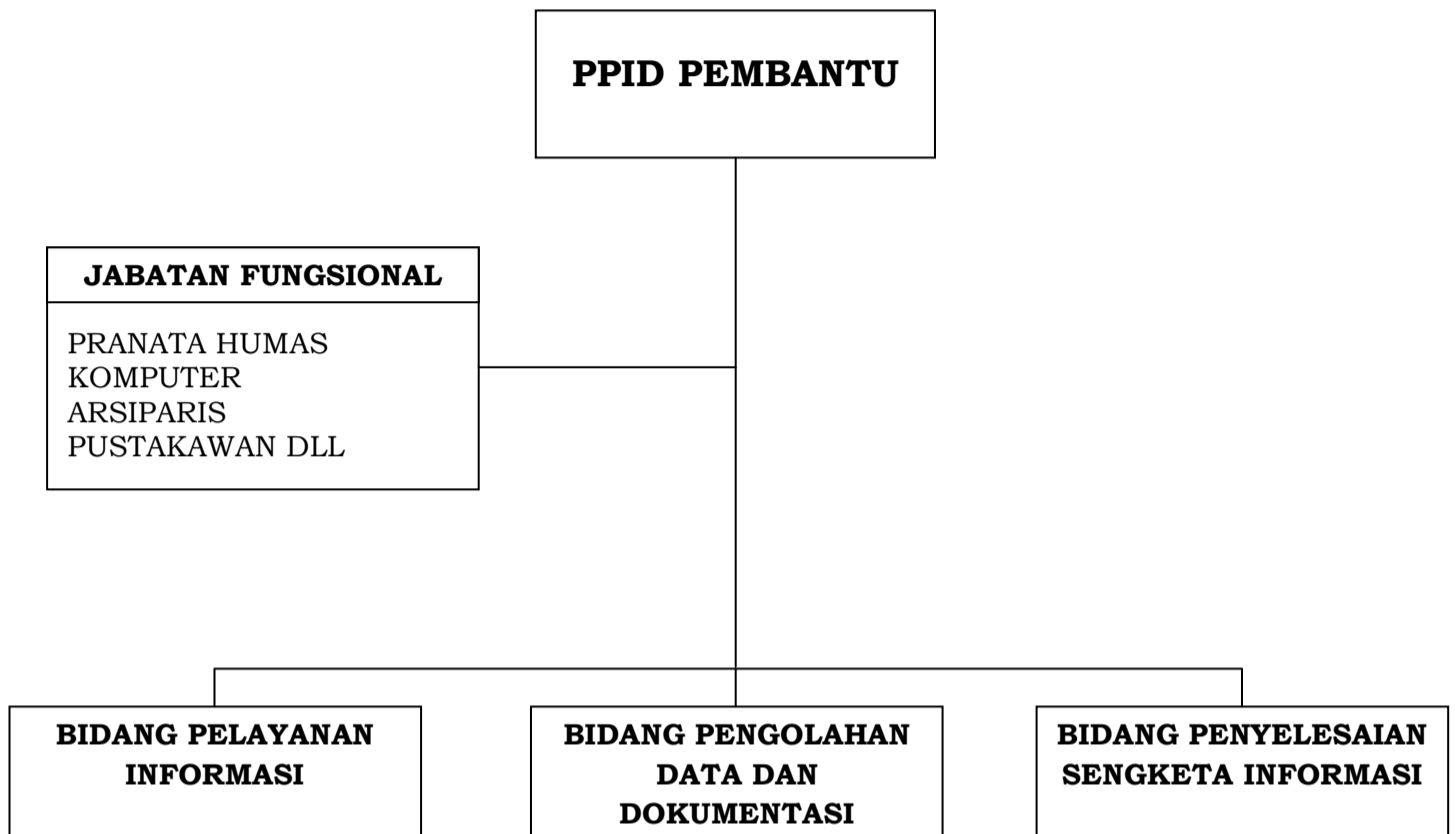 PPID PEMBANTU
JABATAN FUNGSIONAL
PRANATA HUMAS
KOMPUTER
ARSIPARIS
PUSTAKAWAN DLL
BIDANG PELAYANAN
INFORMASI
BIDANG PENGOLAHAN
DATA DAN
DOKUMENTASI
BIDANG PENYELESAIAN
SENGKETA INFORMASI